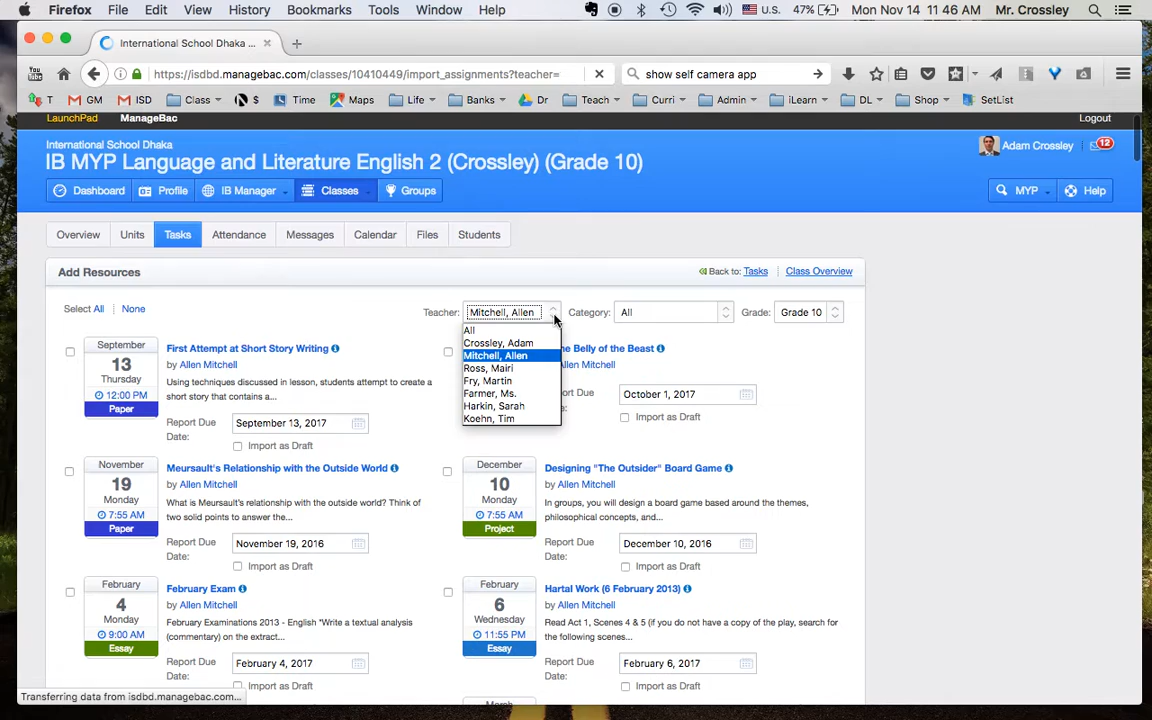 Firefox File Edit View History Bookmarks Tools Window Help U.S. 47% Mon Nov 14 11:46 AM Mr. Crossley
International School Dhaka ...
https://isdbd.managebac.com/classes/10410449/import_assignments?teacher= show self camera app
T GM ISD Class $ Time Maps Life Banks Dr Teach Curri Admin iLearn DL Shop SetList
LaunchPad ManageBac Logout
International School Dhaka Adam Crossley 12
IB MYP Language and Literature English 2 (Crossley) (Grade 10)
Dashboard Profile IB Manager Classes Groups MYP Help
Overview Units Tasks Attendance Messages Calendar Files Students
Add Resources Back to: Tasks Class Overview
Select All None Teacher: Mitchell, Allen Category: All Grade: Grade 10
All
Crossley, Adam
Mitchell, Allen
Ross, Mairi
Fry, Martin
Farmer, Ms.
Harkin, Sarah
Koehn, Tim
September
13
Thursday
12:00 PM
Paper
First Attempt at Short Story Writing
by Allen Mitchell
Using techniques discussed in lesson, students attempt to create a
short story that contains a...
Report Due
Date:
September 13, 2017
Import as Draft
he Belly of the Beast
Allen Mitchell
ort Due
October 1, 2017
Import as Draft
November
19
Monday
7:55 AM
Paper
Meursault's Relationship with the Outside World
by Allen Mitchell
What is Meursault's relationship with the outside world? Think of
two solid points to answer the...
Report Due
Date:
November 19, 2016
Import as Draft
December
10
Monday
7:55 AM
Project
Designing "The Outsider" Board Game
by Allen Mitchell
In groups, you will design a board game based around the themes,
philosophical concepts, and...
Report Due
Date:
December 10, 2016
Import as Draft
February
4
Monday
9:00 AM
Essay
February Exam
by Allen Mitchell
February Examinations 2013 - English "Write a textual analysis
(commentary) on the extract...
Report Due
Date:
February 4, 2017
Import as Draft
February
6
Wednesday
11:55 PM
Essay
Hartal Work (6 February 2013)
by Allen Mitchell
Read Act 1, Scenes 4 & 5 (if you do not have a copy of the play, search for
the following scenes...
Report Due
Date:
February 6, 2017
Import as Draft
Transferring data from isdbd.managebac.com...